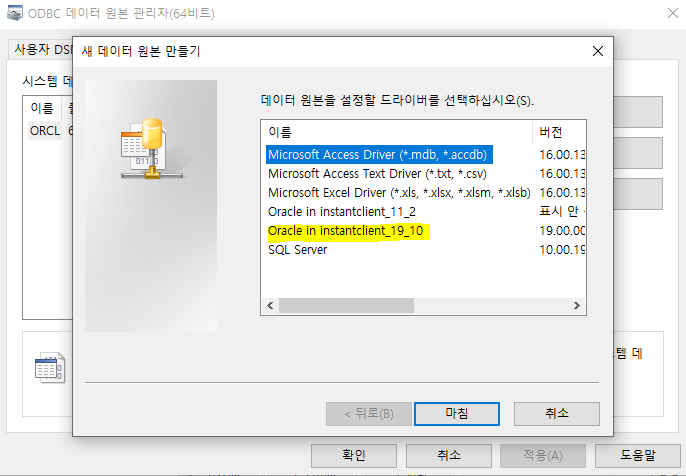 ODBC 데이터 원본 관리자(64비트)
사용자 DSN
새 데이터 원본 만들기
시스템 데
이름
ORCL 6
데이터 원본을 설정할 드라이버를 선택하십시오(S).
이름 버전
Microsoft Access Driver (*.mdb, *.accdb) 16.00.13
Microsoft Access Text Driver (*.txt, *.csv) 16.00.13
Microsoft Excel Driver (*.xls, *.xlsx, *.xlsm, *.xlsb) 16.00.13
Oracle in instantclient_11_2 표시 안
Oracle in instantclient_19_10 19.00.00
SQL Server 10.00.19
스템 데
< 뒤로(B) 마침 취소
확인 취소 적용(A) 도움말